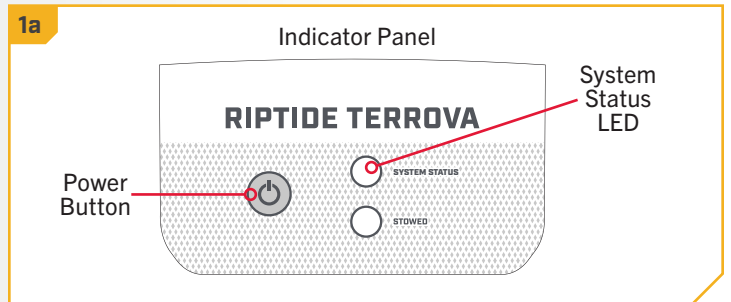 1a
Indicator Panel
System
Status
LED
RIPTIDE TERROVA
SYSTEM STATUS
Power
Button
STOWED